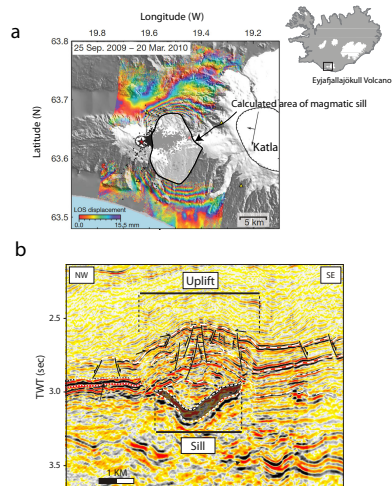 Longitude (W)
19.8 19.6 19.4 19.2
a
63.8
25 Sep. 2009 – 20 Mar. 2010
Eyjafjallajökull Volcano
63.7
Calculated area of magmatic sill
Latitude (N)
Katla
63.6
LOS displacement
0.0 15.5 mm
5 km
63.5
b
NW
SE
Uplift
2.5
TWT (sec)
3.0
Sill
3.5
1 KM